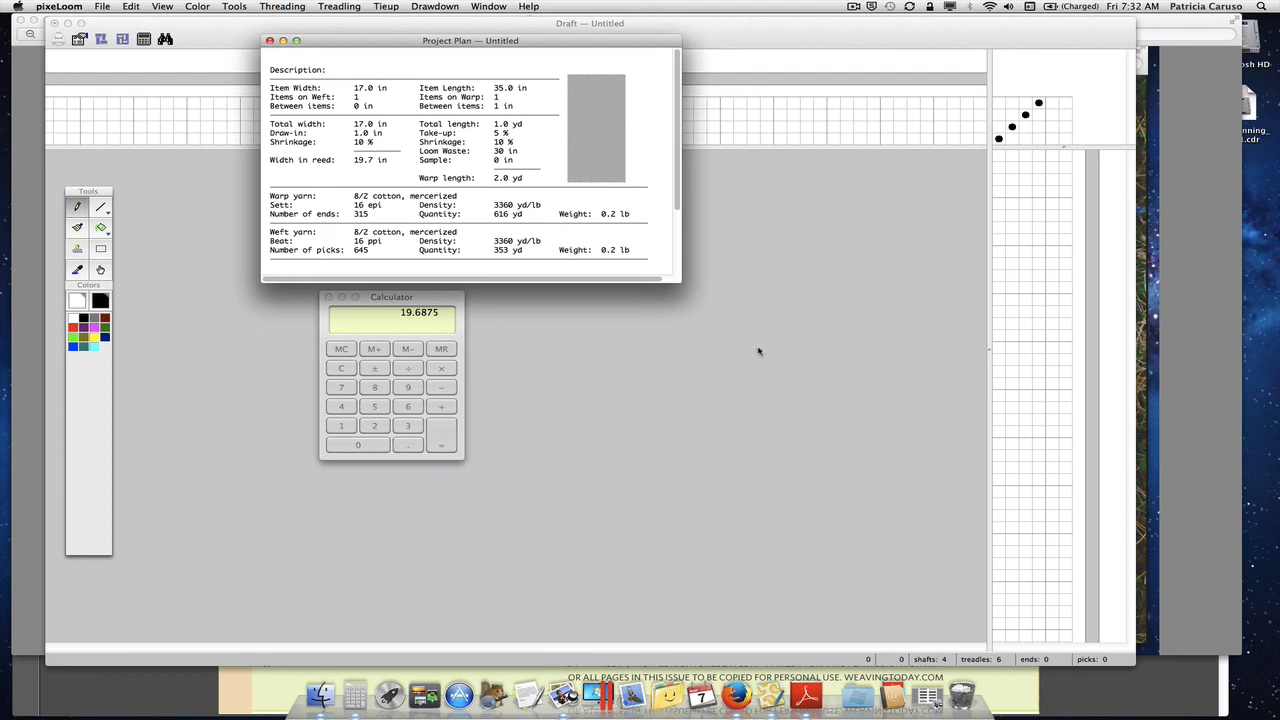 pixeLoom File Edit View Color Tools Threading Treadling Tieup Drawdown Window Help (Charged) Fri 7:32 AM Patricia Caruso
Draft — Untitled
Project Plan — Untitled
osh HD
Description:
Item Width: 17.0 in Item Length: 35.0 in
Items on Weft: 1 Items on Warp: 1
Between items: 0 in Between items: 1 in
Total width: 17.0 in Total length: 1.0 yd
Draw-in: 1.0 in Take-up: 5 %
Shrinkage: 10 % Shrinkage: 10 %
Loom Waste: 30 in
Width in reed: 19.7 in Sample: 0 in
Warp length: 2.0 yd
nning_
l.cdr
Tools
Warp yarn: 8/2 cotton, mercerized
Sett: 16 epi Density: 3360 yd/lb
Number of ends: 315 Quantity: 616 yd Weight: 0.2 lb
Weft yarn: 8/2 cotton, mercerized
Beat: 16 ppi Density: 3360 yd/lb
Number of picks: 645 Quantity: 353 yd Weight: 0.2 lb
Colors
Calculator
19.6875
MC M+ M- MR
C ± ÷ ×
7 8 9 −
4 5 6 +
1 2 3
0 . =
0 0 shafts: 4 treadles: 6 ends: 0 picks: 0
OR ALL PAGES IN THIS ISSUE TO BE COPIED FOR PERSONAL USE. WEAVINGTODAY.COM
7